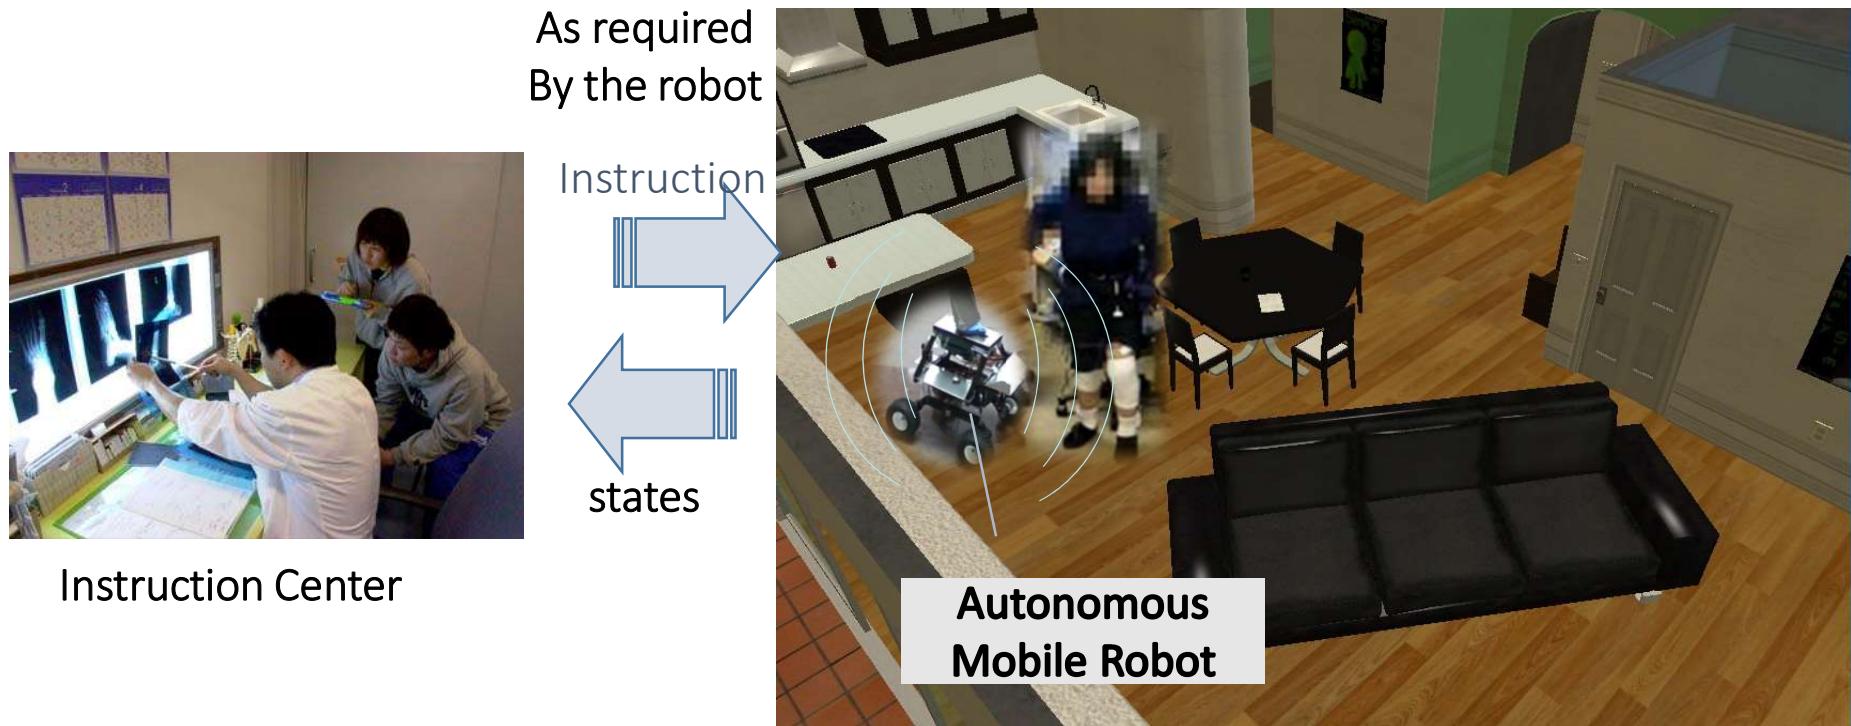 As required
By the robot
Instruction
states
Instruction Center
Autonomous
Mobile Robot